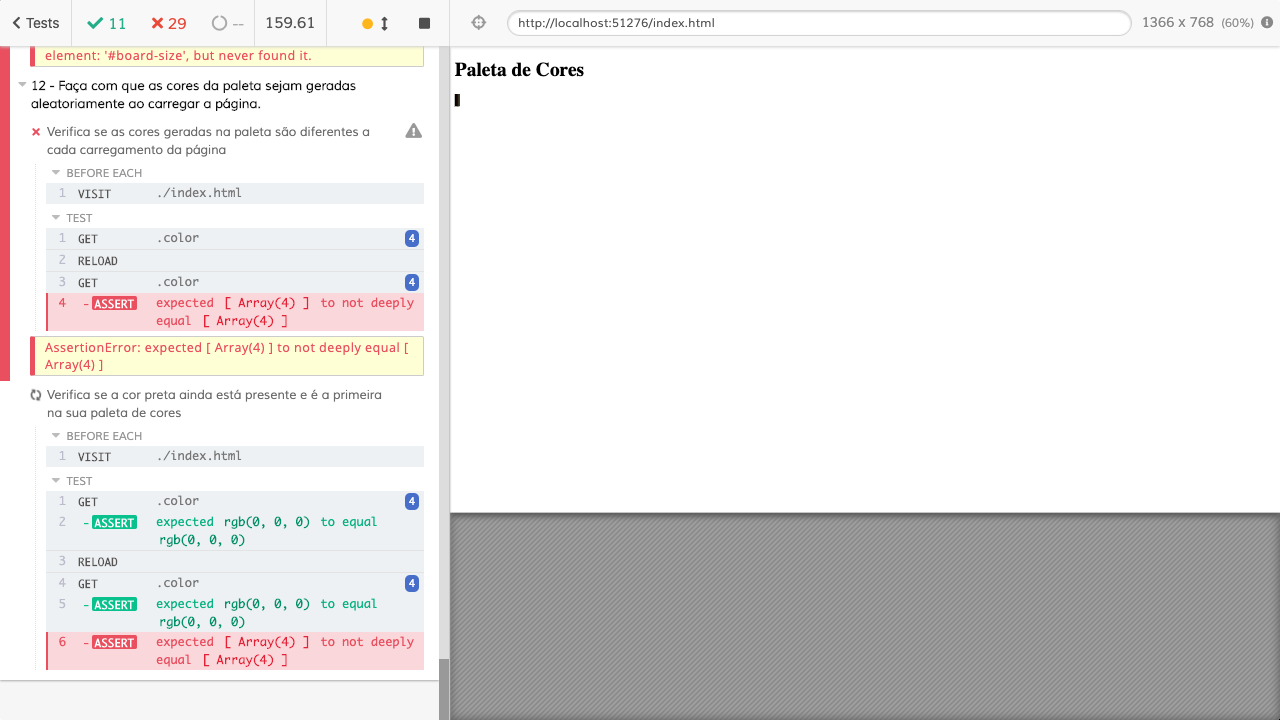 Tests 11 29 -- 159.61 http://localhost:51276/index.html 1366 x 768 (60%)
element: '#board-size', but never found it.
12 - Faça com que as cores da paleta sejam geradas
aleatoriamente ao carregar a página.
Verifica se as cores geradas na paleta são diferentes a
cada carregamento da página
BEFORE EACH
1 VISIT ./index.html
TEST
1 GET .color 4
2 RELOAD
3 GET .color 4
4 -ASSERT expected [ Array(4) ] to not deeply
equal [ Array(4) ]
AssertionError: expected [ Array(4) ] to not deeply equal [
Array(4) ]
Verifica se a cor preta ainda está presente e é a primeira
na sua paleta de cores
BEFORE EACH
1 VISIT ./index.html
TEST
1 GET .color 4
2 -ASSERT expected rgb(0, 0, 0) to equal
rgb(0, 0, 0)
3 RELOAD
4 GET .color 4
5 -ASSERT expected rgb(0, 0, 0) to equal
rgb(0, 0, 0)
6 -ASSERT expected [ Array(4) ] to not deeply
equal [ Array(4) ]
Paleta de Cores